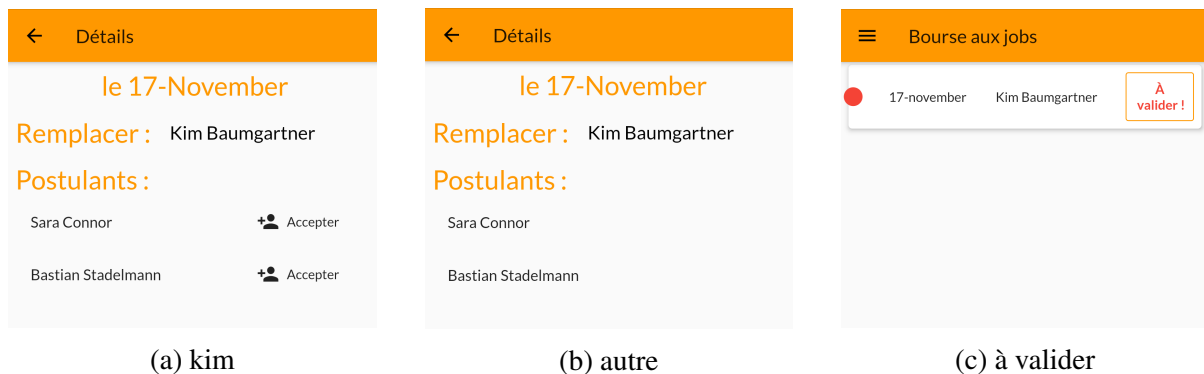 Détails
le 17-November
Remplacer : Kim Baumgartner
Postulants :
Sara Connor Accepter
Bastian Stadelmann Accepter
(a) kim
Détails
le 17-November
Remplacer : Kim Baumgartner
Postulants :
Sara Connor
Bastian Stadelmann
(b) autre
Bourse aux jobs
17-november Kim Baumgartner À
valider !
(c) à valider